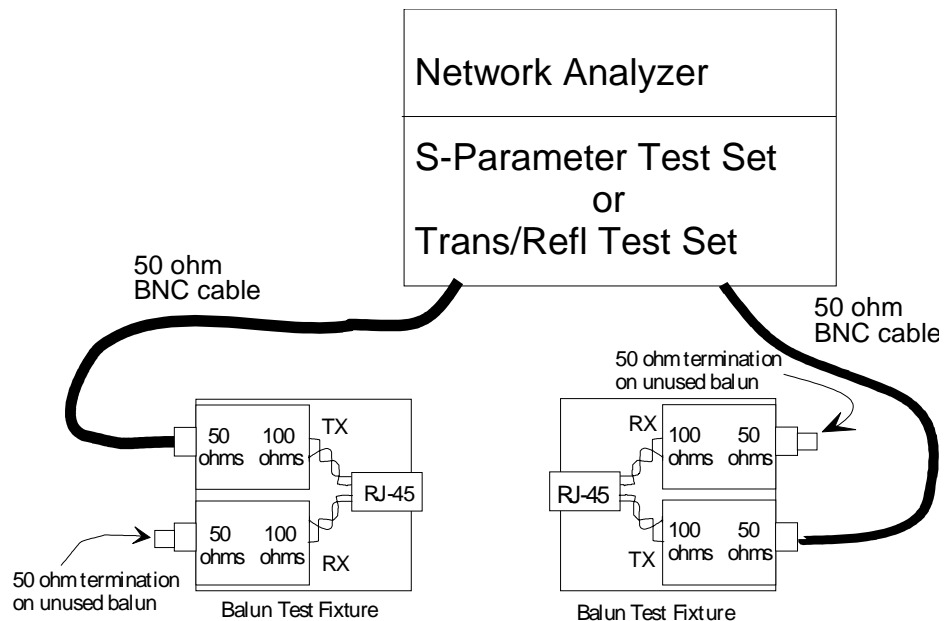 Network Analyzer
S-Parameter Test Set
or
Trans/Refl Test Set
50 ohm
BNC cable
50 ohm
BNC cable
50 ohm termination
on unused balun
TX
50
ohms
100
ohms
RJ-45
50
ohms
100
ohms
RX
50 ohm termination
on unused balun
Balun Test Fixture
RX
100
ohms
50
ohms
RJ-45
100
ohms
50
ohms
TX
Balun Test Fixture